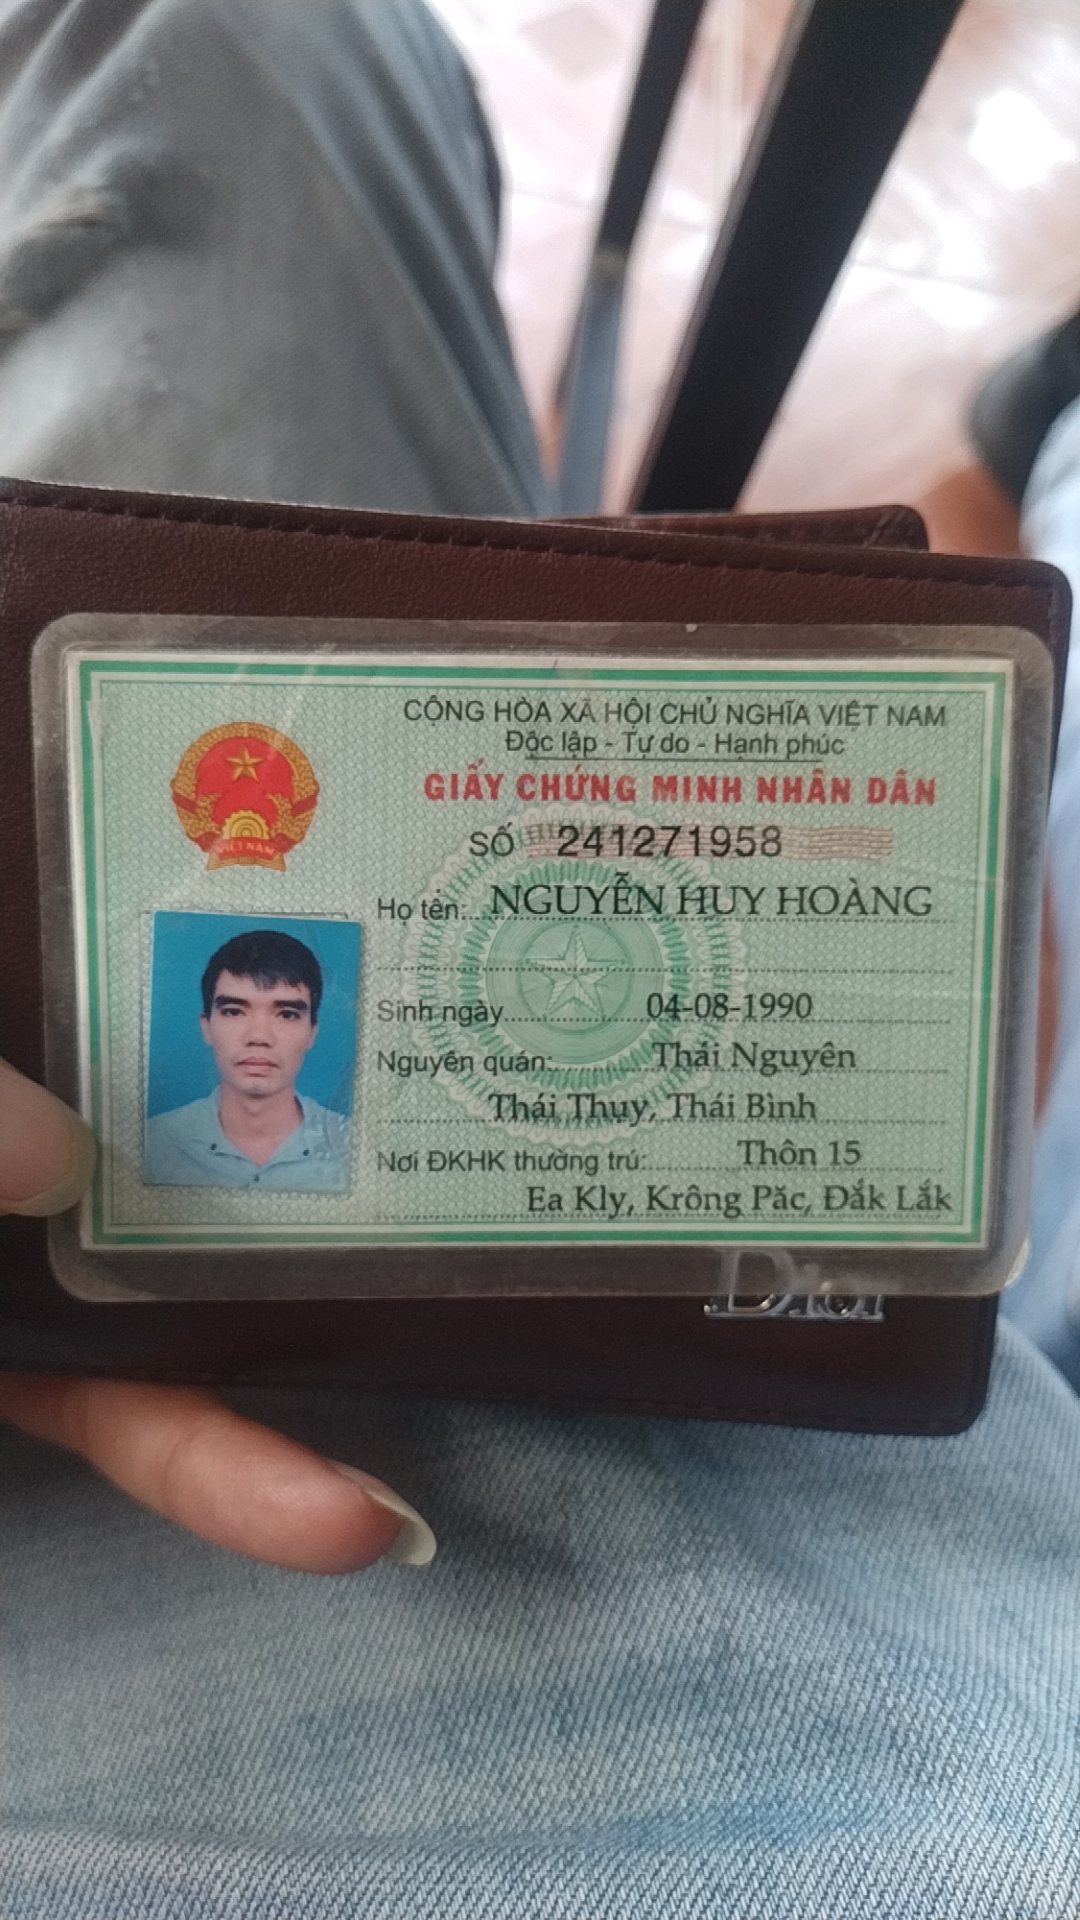 CỘNG HÒA XÃ HỘI CHỦ NGHĨA VIỆT NAM
Độc lập - Tự do - Hạnh phúc
GIẤY CHỨNG MINH NHÂN DÂN
SỐ 241271958
VIỆT NAM
Họ tên: NGUYỄN HUY HOÀNG
Sinh ngày 04-08-1990
Nguyên quán: Thái Nguyên
Thái Thụy, Thái Bình
Nơi ĐKHK thường trú: Thôn 15
Ea Kly, Krông Păc, Đắk Lắk
Dior